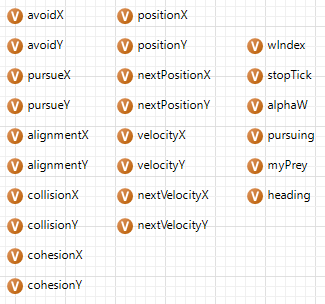 avoidX
avoidY
pursueX
pursueY
alignmentX
alignmentY
collisionX
collisionY
cohesionX
cohesionY
positionX
positionY
nextPositionX
nextPositionY
velocityX
velocityY
nextVelocityX
nextVelocityY
wIndex
stopTick
alphaW
pursuing
myPrey
heading